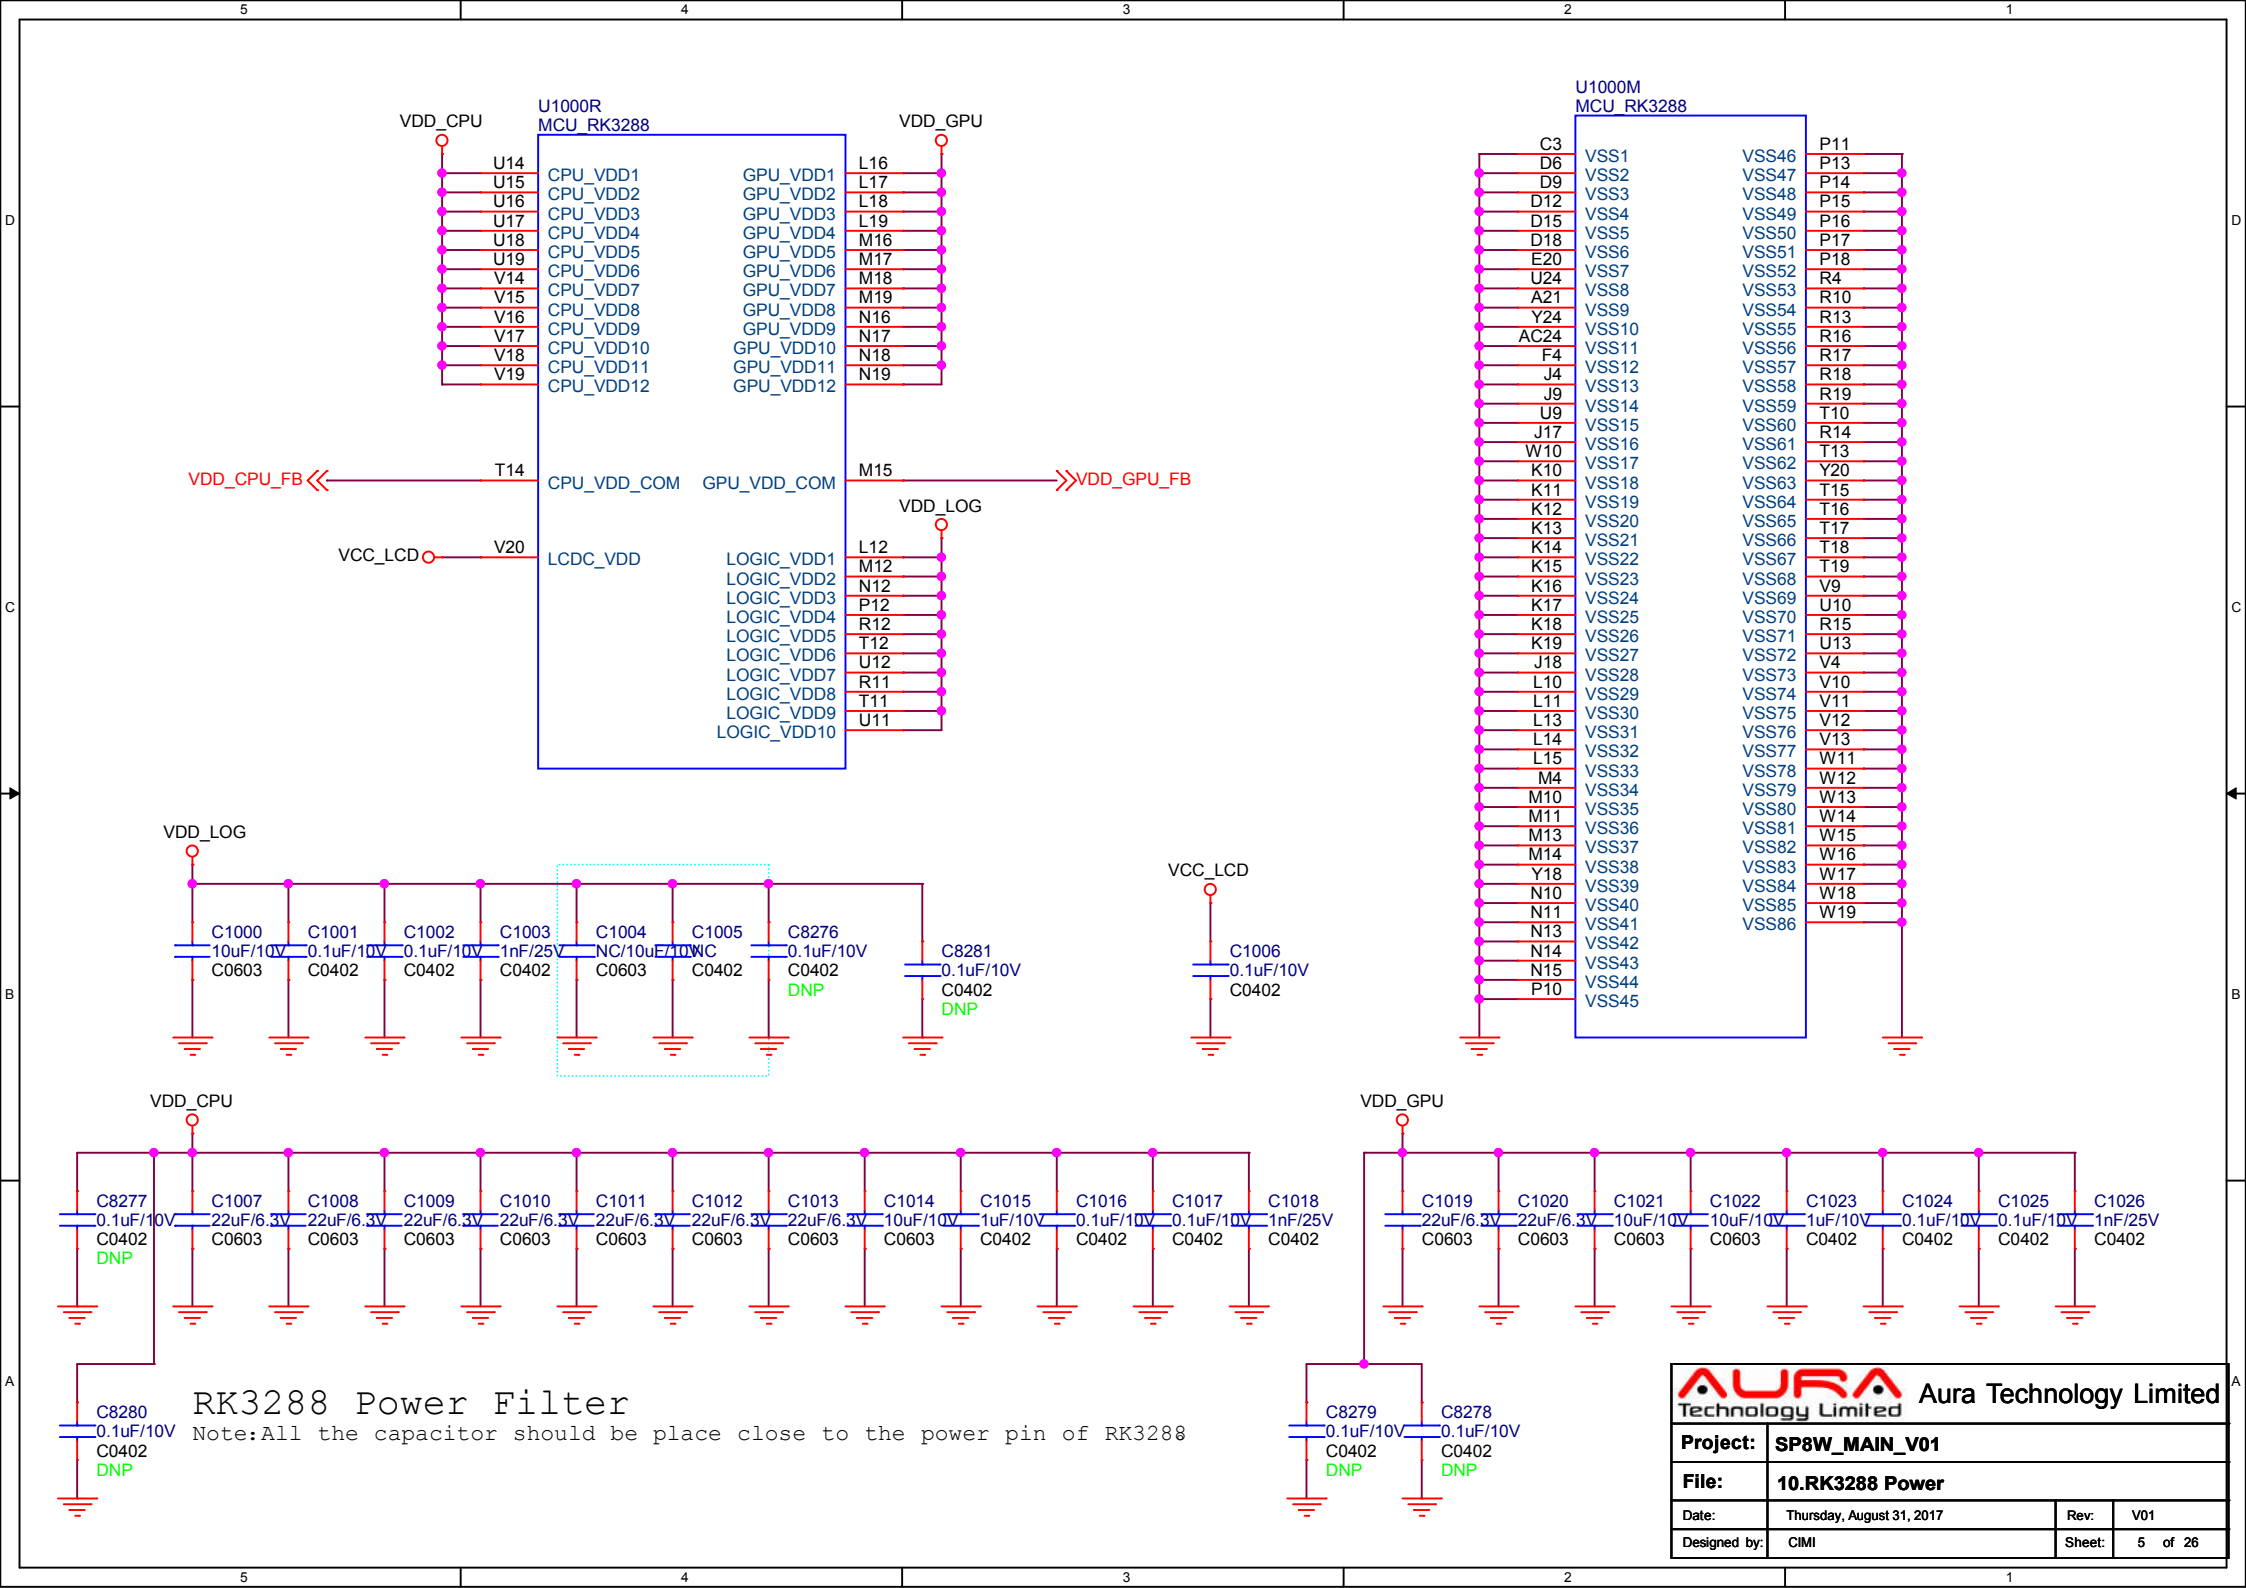 5 4 3 2 1
D
C
B
A
D
C
B
A
U1000R
MCU_RK3288
VDD_CPU
VDD_GPU
U14 CPU_VDD1 GPU_VDD1 L16
U15 CPU_VDD2 GPU_VDD2 L17
U16 CPU_VDD3 GPU_VDD3 L18
U17 CPU_VDD4 GPU_VDD4 L19
U18 CPU_VDD5 GPU_VDD5 M16
U19 CPU_VDD6 GPU_VDD6 M17
V14 CPU_VDD7 GPU_VDD7 M18
V15 CPU_VDD8 GPU_VDD8 M19
V16 CPU_VDD9 GPU_VDD9 N16
V17 CPU_VDD10 GPU_VDD10 N17
V18 CPU_VDD11 GPU_VDD11 N18
V19 CPU_VDD12 GPU_VDD12 N19
VDD_CPU_FB T14 CPU_VDD_COM GPU_VDD_COM M15 VDD_GPU_FB
VDD_LOG
VCC_LCD V20 LCDC_VDD LOGIC_VDD1 L12
LOGIC_VDD2 M12
LOGIC_VDD3 N12
LOGIC_VDD4 P12
LOGIC_VDD5 R12
LOGIC_VDD6 T12
LOGIC_VDD7 U12
LOGIC_VDD8 R11
LOGIC_VDD9 T11
LOGIC_VDD10 U11
U1000M
MCU_RK3288
C3 VSS1 VSS46 P11
D6 VSS2 VSS47 P13
D9 VSS3 VSS48 P14
D12 VSS4 VSS49 P15
D15 VSS5 VSS50 P16
D18 VSS6 VSS51 P17
E20 VSS7 VSS52 P18
U24 VSS8 VSS53 R4
A21 VSS9 VSS54 R10
Y24 VSS10 VSS55 R13
AC24 VSS11 VSS56 R16
F4 VSS12 VSS57 R17
J4 VSS13 VSS58 R18
J9 VSS14 VSS59 R19
U9 VSS15 VSS60 T10
J17 VSS16 VSS61 R14
W10 VSS17 VSS62 T13
K10 VSS18 VSS63 Y20
K11 VSS19 VSS64 T15
K12 VSS20 VSS65 T16
K13 VSS21 VSS66 T17
K14 VSS22 VSS67 T18
K15 VSS23 VSS68 T19
K16 VSS24 VSS69 V9
K17 VSS25 VSS70 U10
K18 VSS26 VSS71 R15
K19 VSS27 VSS72 U13
J18 VSS28 VSS73 V4
L10 VSS29 VSS74 V10
L11 VSS30 VSS75 V11
L13 VSS31 VSS76 V12
L14 VSS32 VSS77 V13
L15 VSS33 VSS78 W11
M4 VSS34 VSS79 W12
M10 VSS35 VSS80 W13
M11 VSS36 VSS81 W14
M13 VSS37 VSS82 W15
M14 VSS38 VSS83 W16
Y18 VSS39 VSS84 W17
N10 VSS40 VSS85 W18
N11 VSS41 VSS86 W19
N13 VSS42
N14 VSS43
N15 VSS44
P10 VSS45
VDD_LOG
C1000 C1001 C1002 C1003 C1004 C1005 C8276
10uF/10V 0.1uF/10V 0.1uF/10V 1nF/25V NC/10uF/10V NC 0.1uF/10V
C0603 C0402 C0402 C0402 C0603 C0402 C0402
DNP
C8281
0.1uF/10V
C0402
DNP
VCC_LCD
C1006
0.1uF/10V
C0402
VDD_CPU
C8277 C1007 C1008 C1009 C1010 C1011 C1012 C1013 C1014 C1015 C1016 C1017 C1018
0.1uF/10V 22uF/6.3V 22uF/6.3V 22uF/6.3V 22uF/6.3V 22uF/6.3V 22uF/6.3V 22uF/6.3V 10uF/10V 1uF/10V 0.1uF/10V 0.1uF/10V 1nF/25V
C0402 C0603 C0603 C0603 C0603 C0603 C0603 C0603 C0603 C0402 C0402 C0402 C0402
DNP
VDD_GPU
C1019 C1020 C1021 C1022 C1023 C1024 C1025 C1026
22uF/6.3V 22uF/6.3V 10uF/10V 10uF/10V 1uF/10V 0.1uF/10V 0.1uF/10V 1nF/25V
C0603 C0603 C0603 C0603 C0402 C0402 C0402 C0402
C8280
0.1uF/10V
C0402
DNP
RK3288 Power Filter
Note:All the capacitor should be place close to the power pin of RK3288
C8279 C8278
0.1uF/10V 0.1uF/10V
C0402 C0402
DNP DNP
AURA
Technology Limited
Aura Technology Limited
Project: SP8W_MAIN_V01
File: 10.RK3288 Power
Date: Thursday, August 31, 2017 Rev: V01
Designed by: CIMI Sheet: 5 of 26
5 4 3 2 1